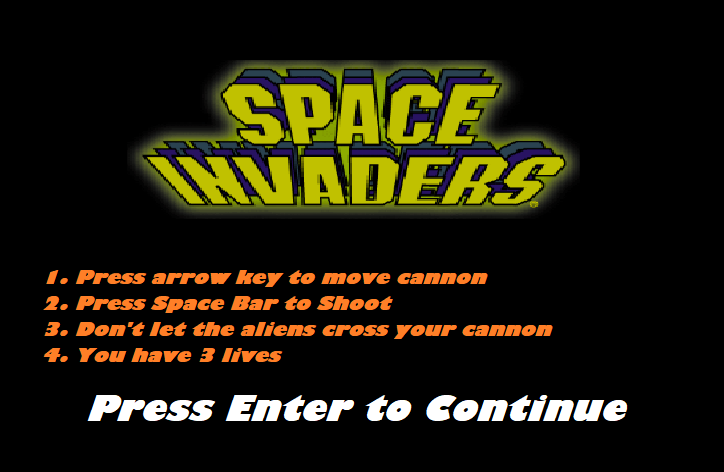 SPACE
INVADERS
1. Press arrow key to move cannon
2. Press Space Bar to Shoot
3. Don't let the aliens cross your cannon
4. You have 3 lives
Press Enter to Continue